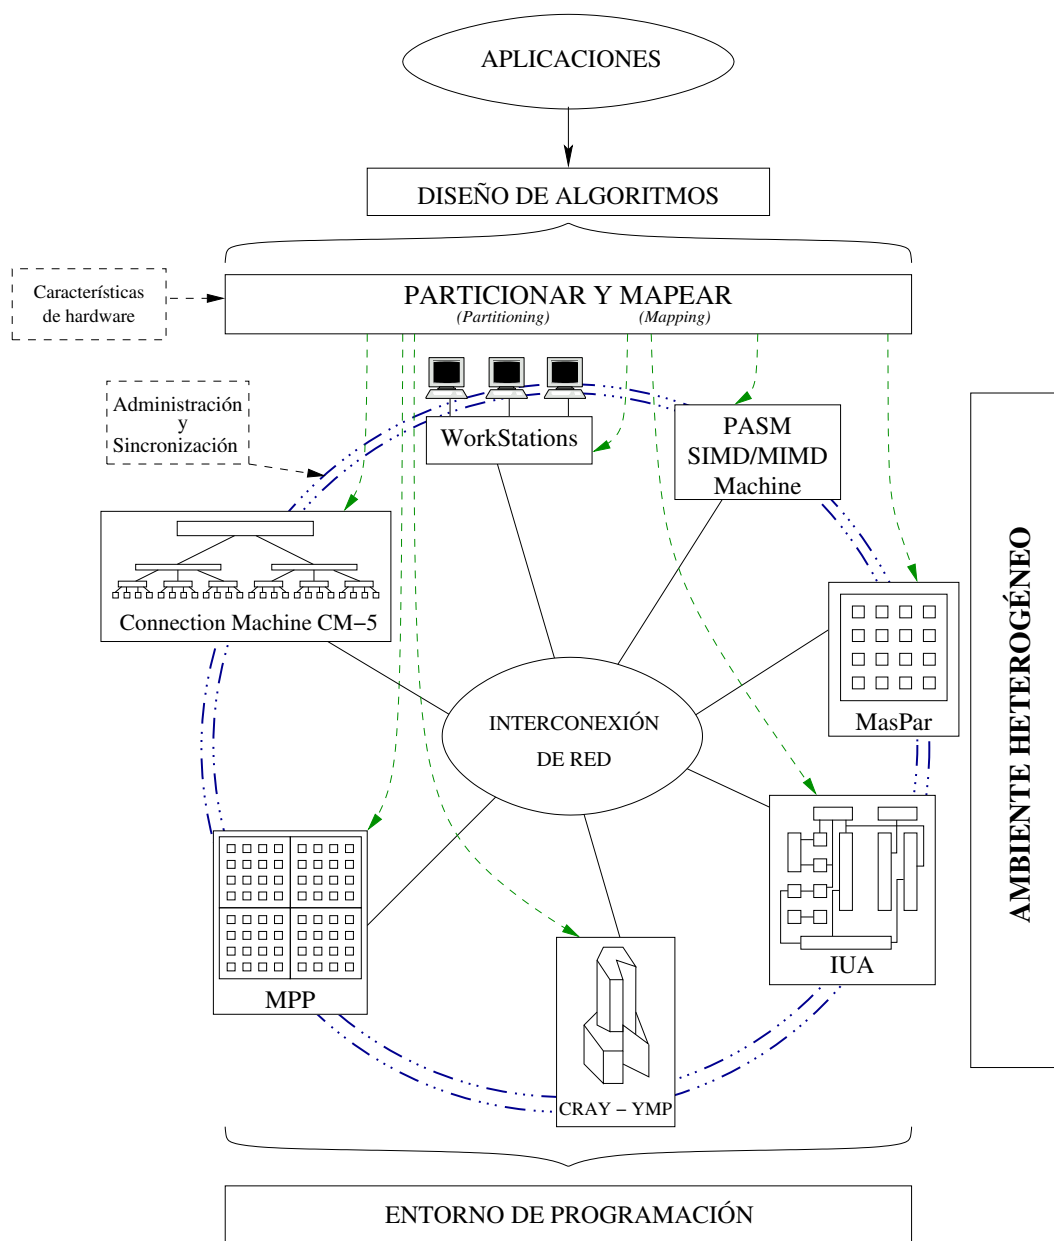 APLICACIONES
DISEÑO DE ALGORITMOS
PARTICIONAR Y MAPEAR
(Partitioning) (Mapping)
Características
de hardware
Administración
y
Sincronización
WorkStations
PASM
SIMD/MIMD
Machine
Connection Machine CM−5
MasPar
INTERCONEXIÓN
DE RED
IUA
MPP
CRAY − YMP
AMBIENTE HETEROGÉNEO
ENTORNO DE PROGRAMACIÓN